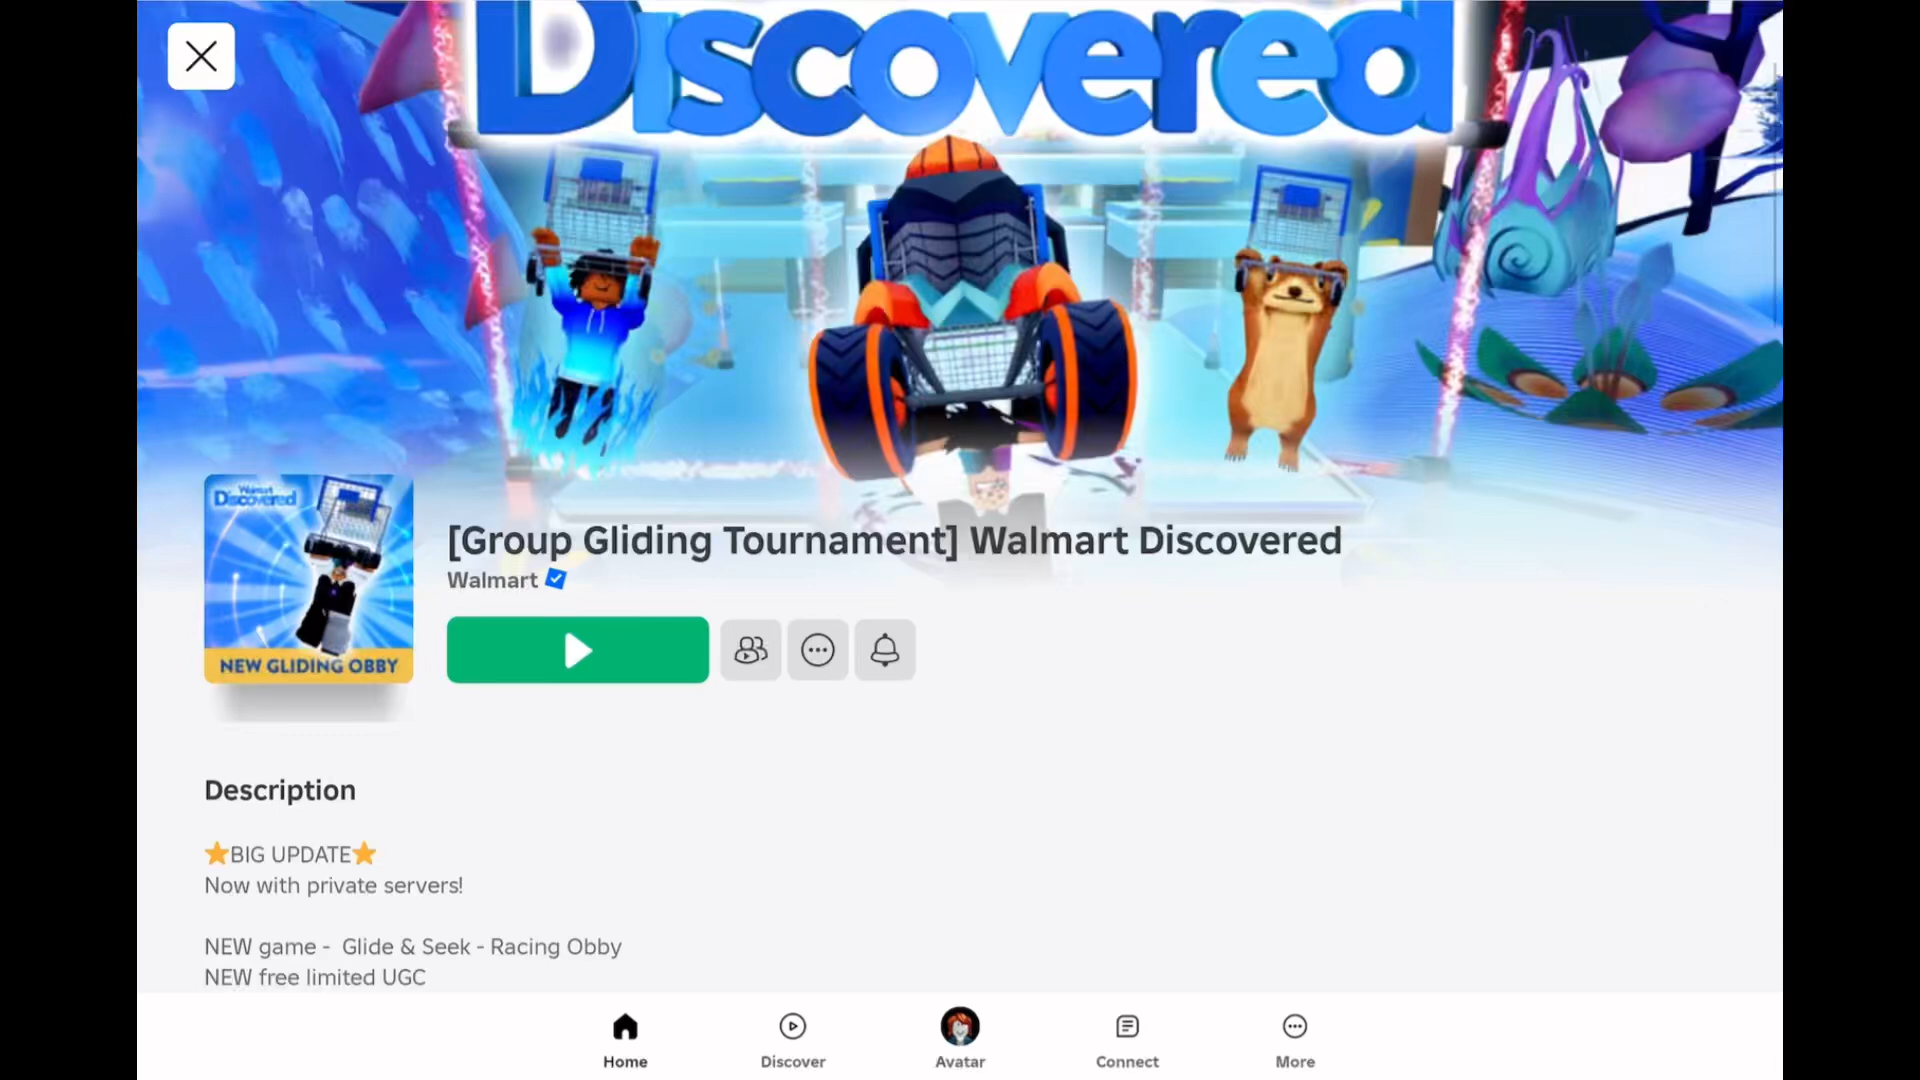 Discovered
Walmart
Discovered
NEW GLIDING OBBY
[Group Gliding Tournament] Walmart Discovered
Walmart
Description
⭐BIG UPDATE⭐
Now with private servers!
NEW game - Glide & Seek - Racing Obby
NEW free limited UGC
Home
Discover
Avatar
Connect
More